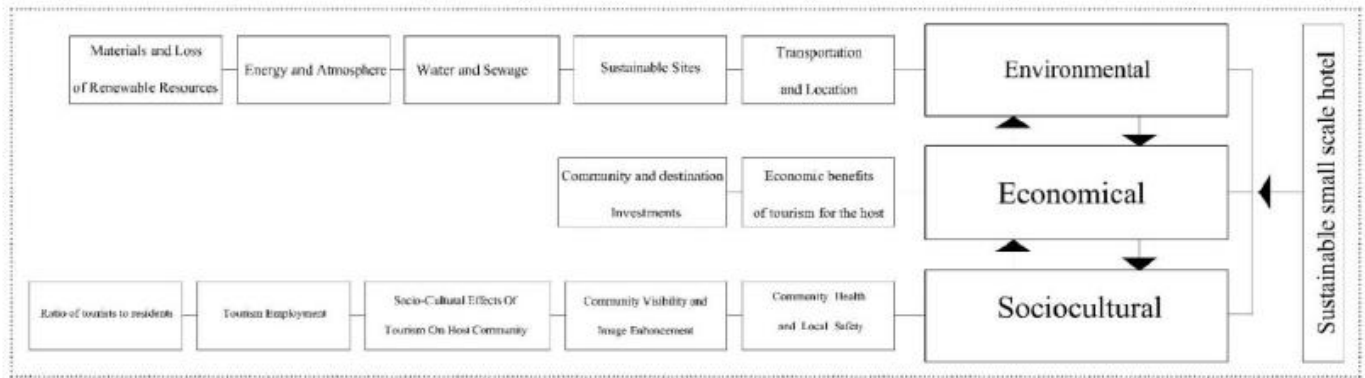 Materials and Loss
of Renewable Resources
Energy and Atmosphere
Water and Sewage
Sustainable Sites
Transportation
and Location
Environmental
Community and destination
Investments
Economic benefits
of tourism for the host
Economical
Ratio of tourists to residents
Tourism Employment
Socio-Cultural Effects Of
Tourism On Host Community
Community Visibility and
Image Enhancement
Community Health
and Local Safety
Sociocultural
Sustainable small scale hotel